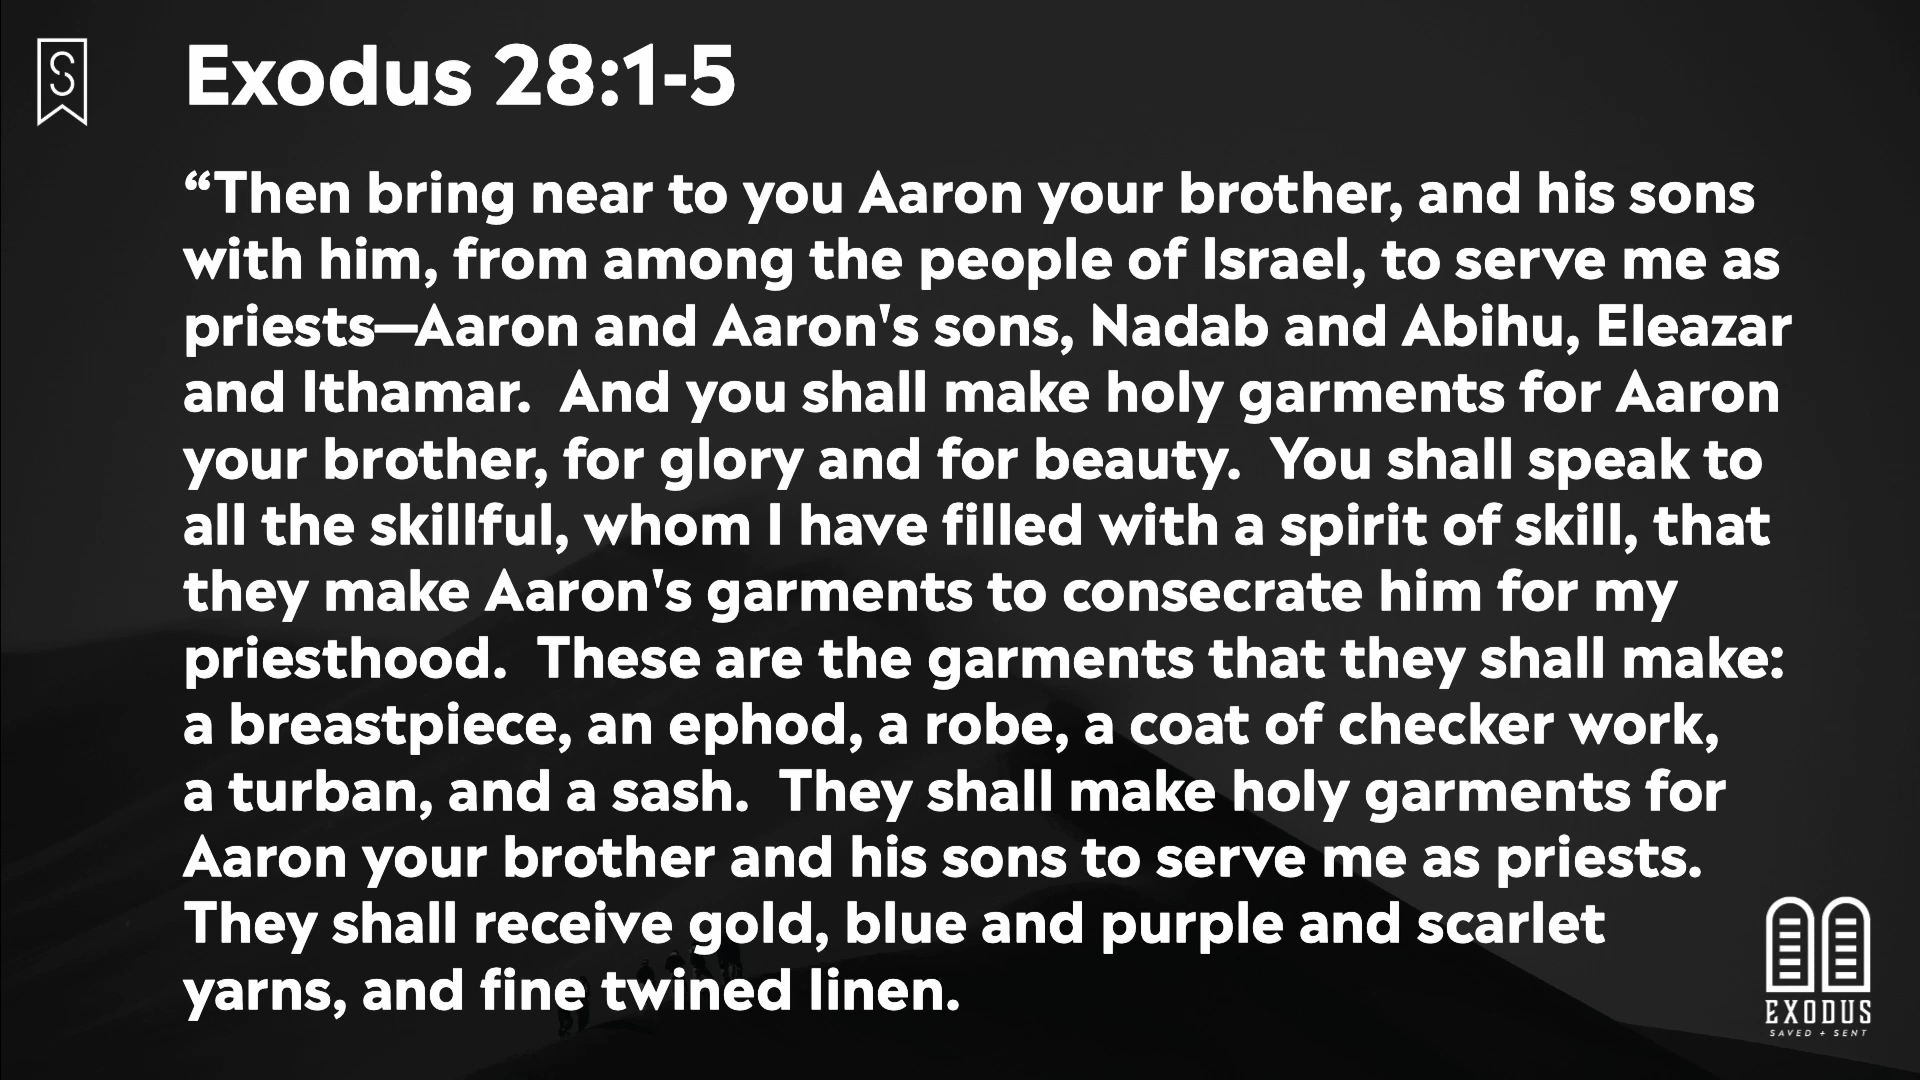 S
Exodus 28:1-5
“Then bring near to you Aaron your brother, and his sons
with him, from among the people of Israel, to serve me as
priests—Aaron and Aaron's sons, Nadab and Abihu, Eleazar
and Ithamar.  And you shall make holy garments for Aaron
your brother, for glory and for beauty.  You shall speak to
all the skillful, whom I have filled with a spirit of skill, that
they make Aaron's garments to consecrate him for my
priesthood.  These are the garments that they shall make:
a breastpiece, an ephod, a robe, a coat of checker work,
a turban, and a sash.  They shall make holy garments for
Aaron your brother and his sons to serve me as priests.
They shall receive gold, blue and purple and scarlet
yarns, and fine twined linen.
EXODUS
SAVED + SENT